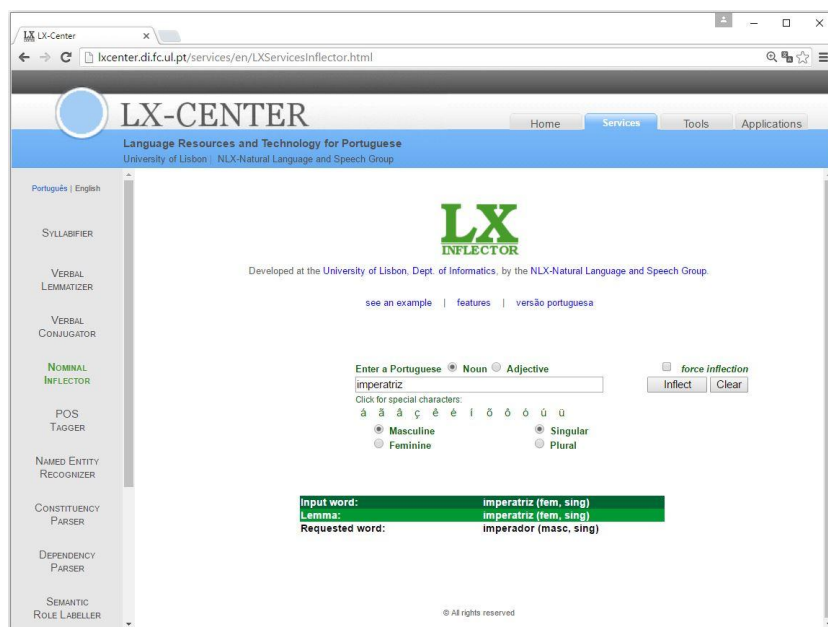 LX-Center
lxcenter.di.fc.ul.pt/services/en/LXServicesInflector.html
LX-CENTER
Home Services Tools Applications
Language Resources and Technology for Portuguese
University of Lisbon | NLX-Natural Language and Speech Group
Português | English
SYLLABIFIER
VERBAL
LEMMATIZER
VERBAL
CONJUGATOR
NOMINAL
INFLECTOR
POS
TAGGER
NAMED ENTITY
RECOGNIZER
CONSTITUENCY
PARSER
DEPENDENCY
PARSER
SEMANTIC
ROLE LABELLER
LX
INFLECTOR
Developed at the University of Lisbon, Dept. of Informatics, by the NLX-Natural Language and Speech Group.
see an example | features | versão portuguesa
Enter a Portuguese Noun Adjective force inflection
imperatriz Inflect Clear
Click for special characters:
á ã â ç ê é í õ ô ó ú ü
Masculine Singular
Feminine Plural
Input word: imperatriz (fem, sing)
Lemma: imperatriz (fem, sing)
Requested word: imperador (masc, sing)
© All rights reserved